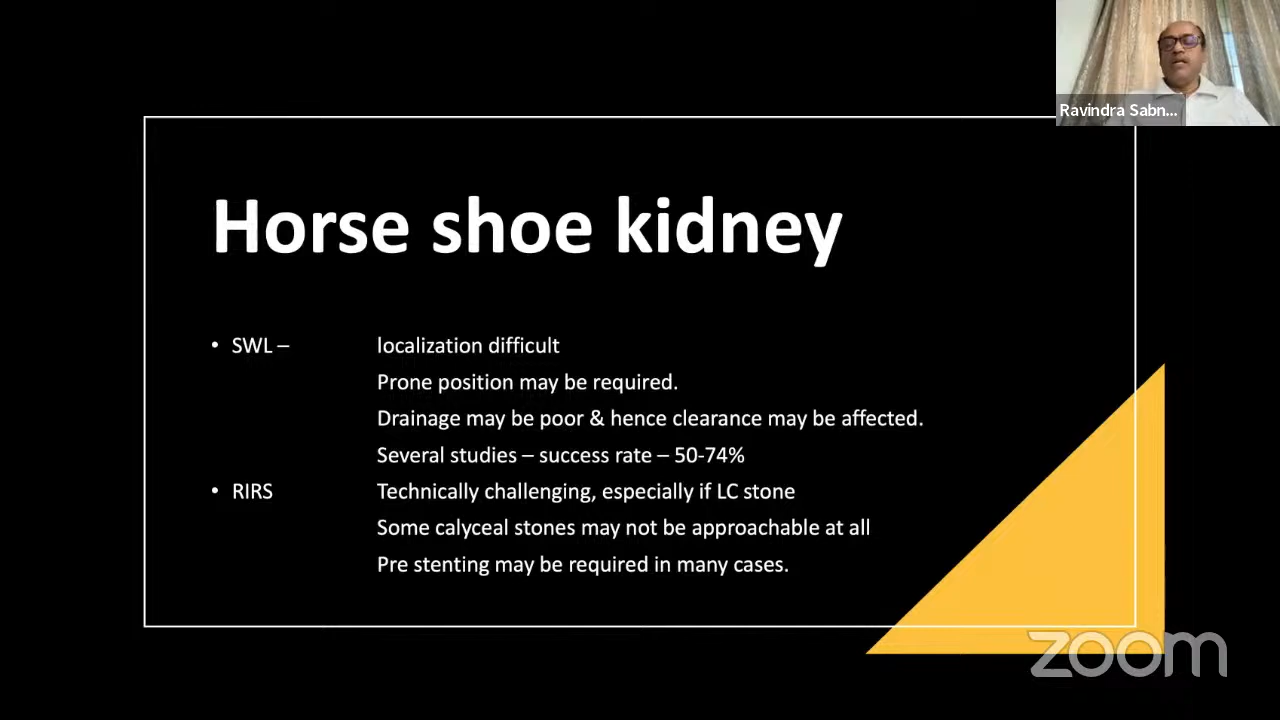 Ravindra Sabn...
Horse shoe kidney
• SWL – localization difficult
Prone position may be required.
Drainage may be poor & hence clearance may be affected.
Several studies – success rate – 50-74%
• RIRS Technically challenging, especially if LC stone
Some calyceal stones may not be approachable at all
Pre stenting may be required in many cases.
zoom